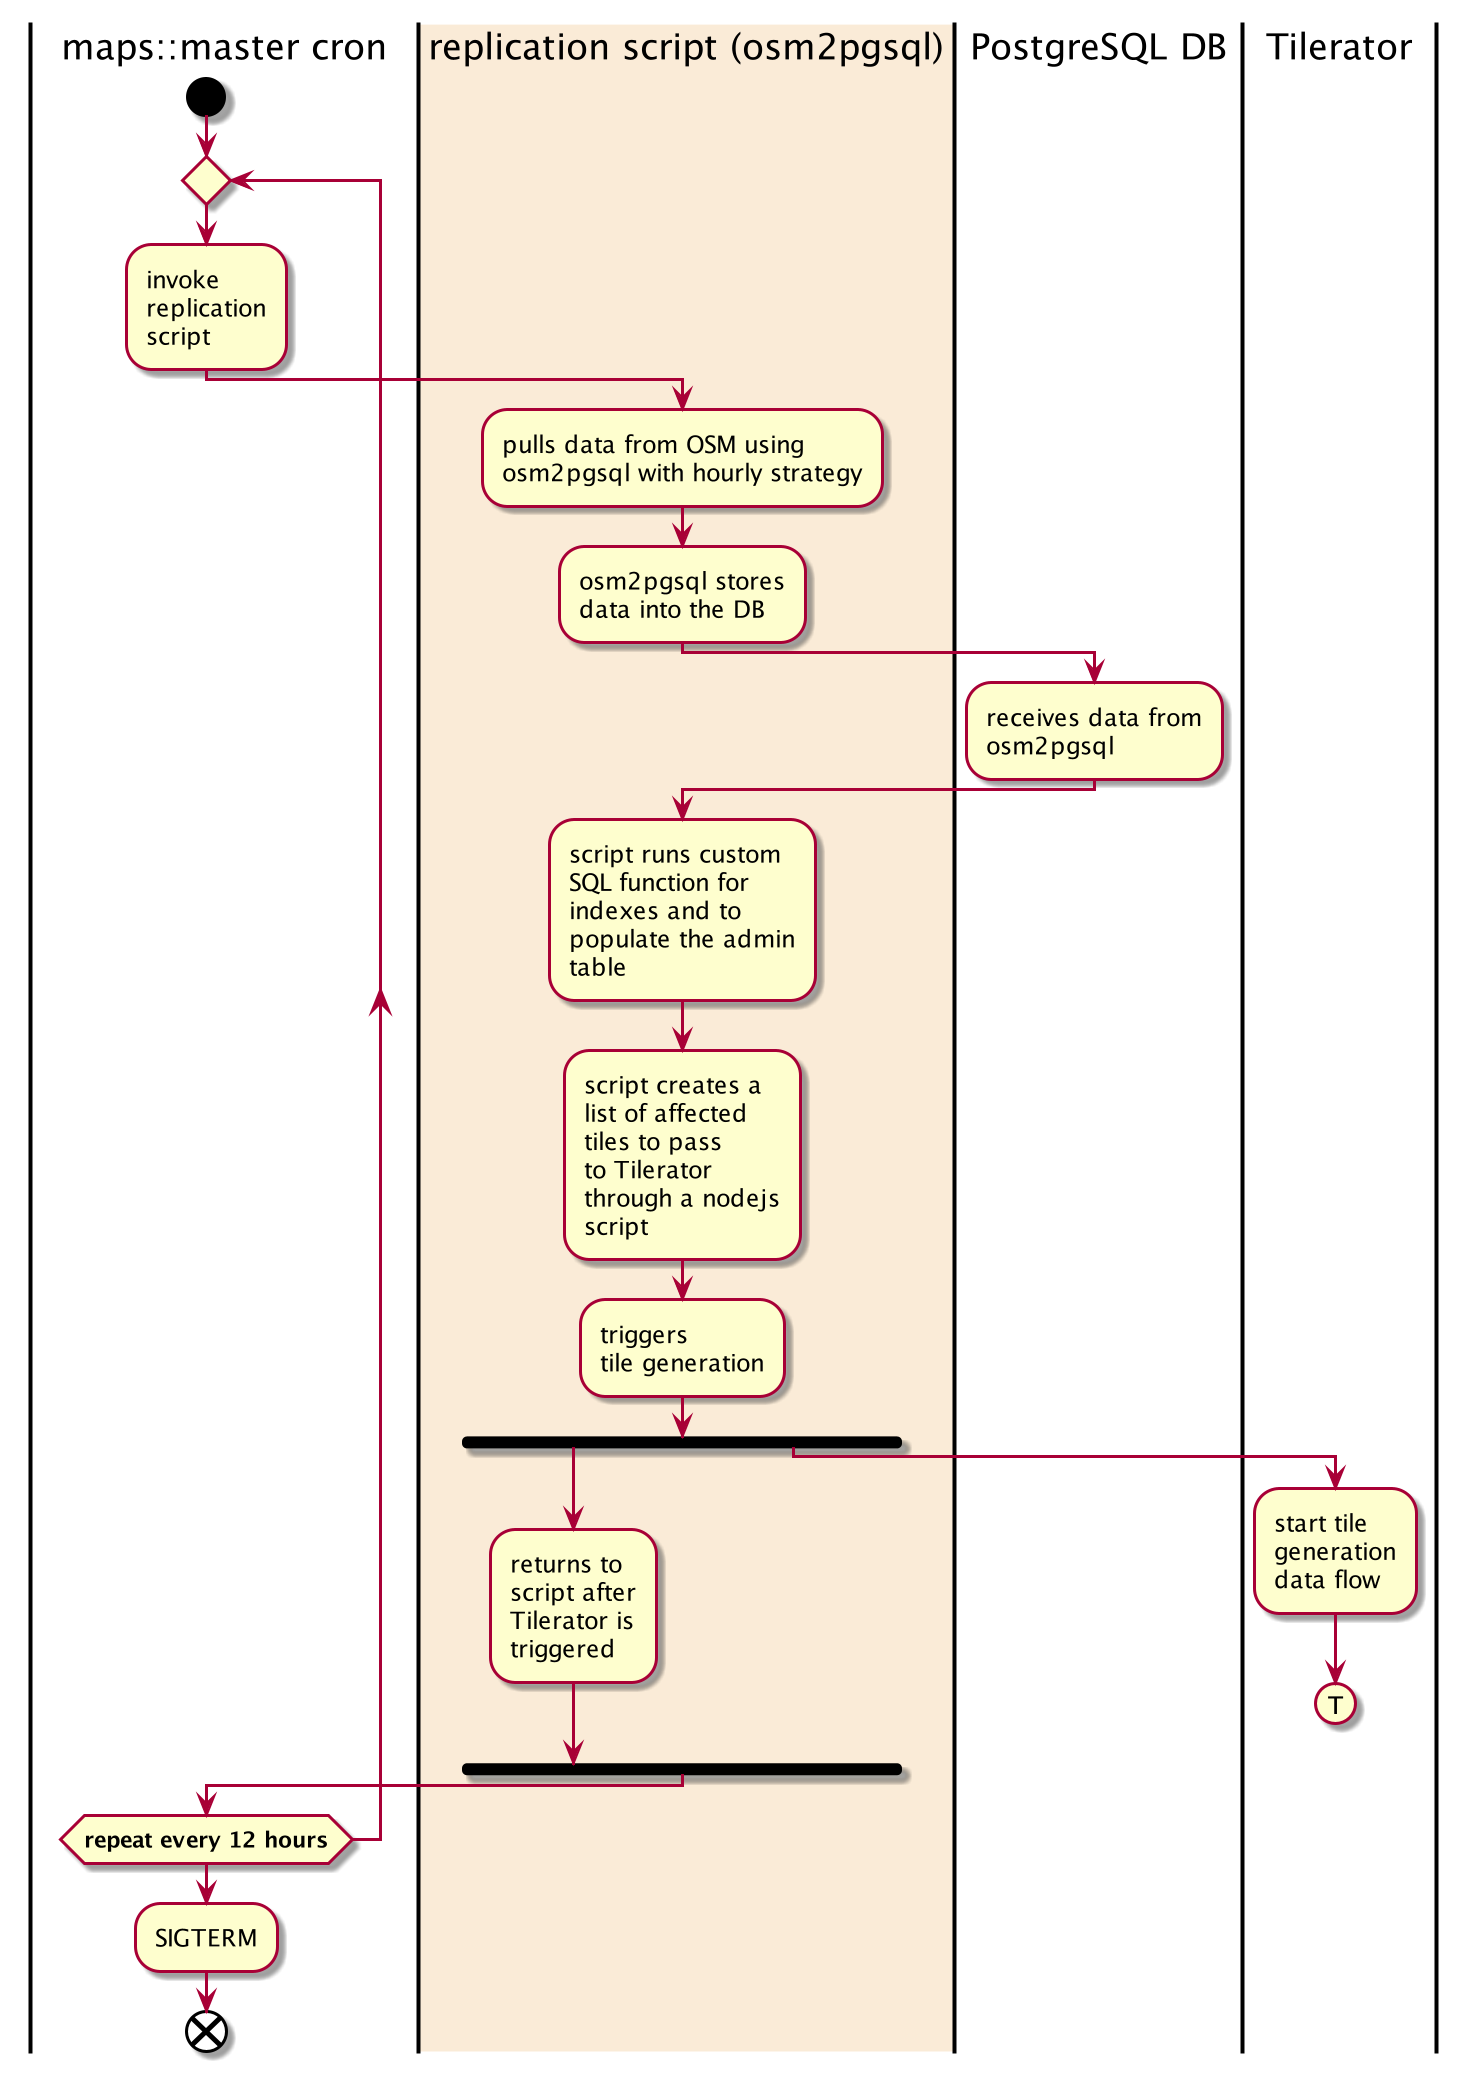 maps::master cron
replication script (osm2pgsql)
PostgreSQL DB
Tilerator
invoke
replication
script
pulls data from OSM using
osm2pgsql with hourly strategy
osm2pgsql stores
data into the DB
receives data from
osm2pgsql
script runs custom
SQL function for
indexes and to
populate the admin
table
script creates a
list of affected
tiles to pass
to Tilerator
through a nodejs
script
triggers
tile generation
start tile
generation
data flow
returns to
script after
Tilerator is
triggered
T
repeat every 12 hours
SIGTERM